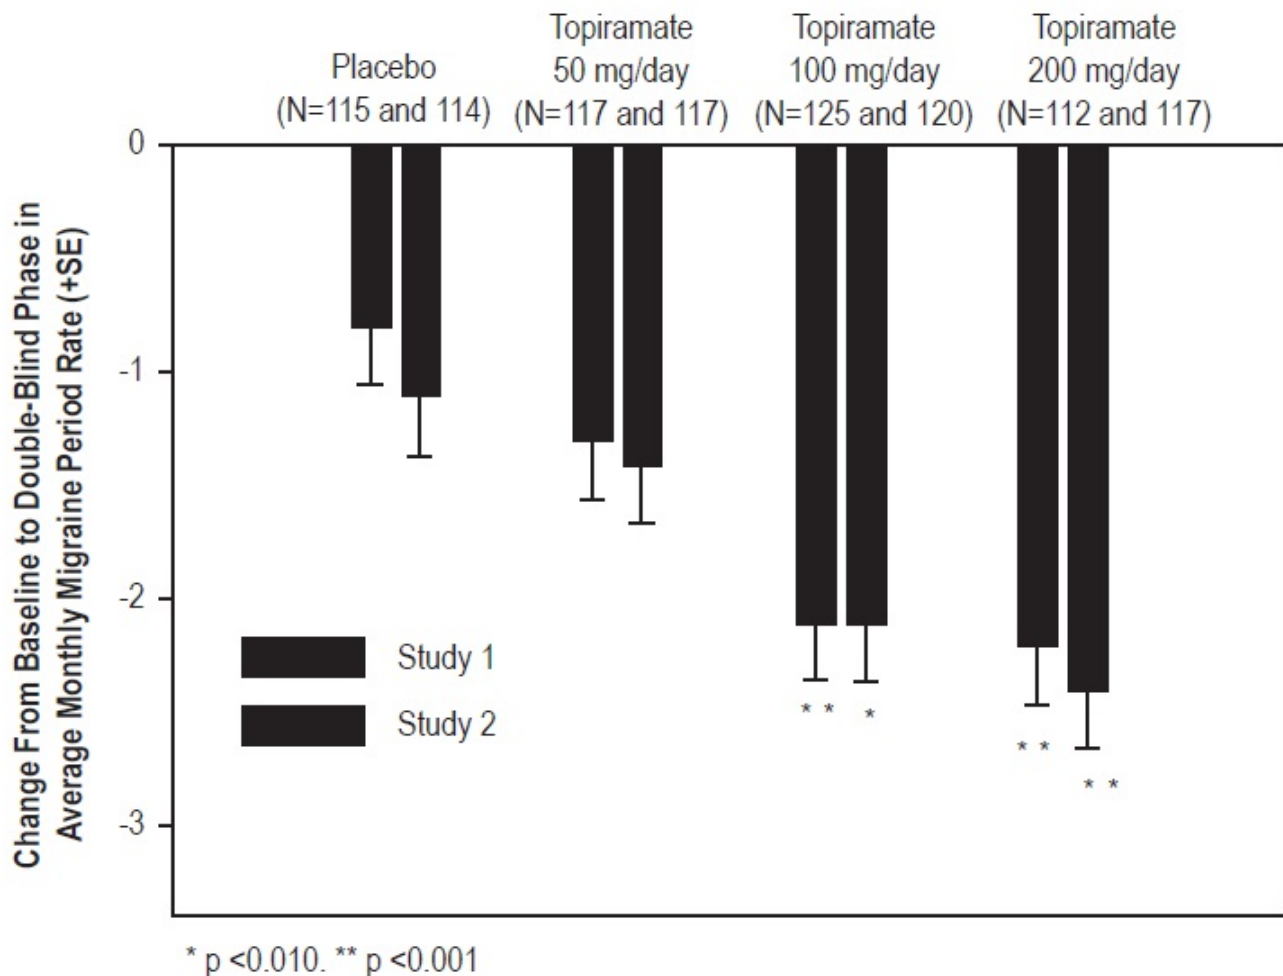 Placebo
(N=115 and 114)
Topiramate
50 mg/day
(N=117 and 117)
Topiramate
100 mg/day
(N=125 and 120)
Topiramate
200 mg/day
(N=112 and 117)
Change From Baseline to Double-Blind Phase in
Average Monthly Migraine Period Rate (+SE)
0
-1
-2
-3
Study 1
Study 2
* *
*
* *
* *
* p <0.010. ** p <0.001